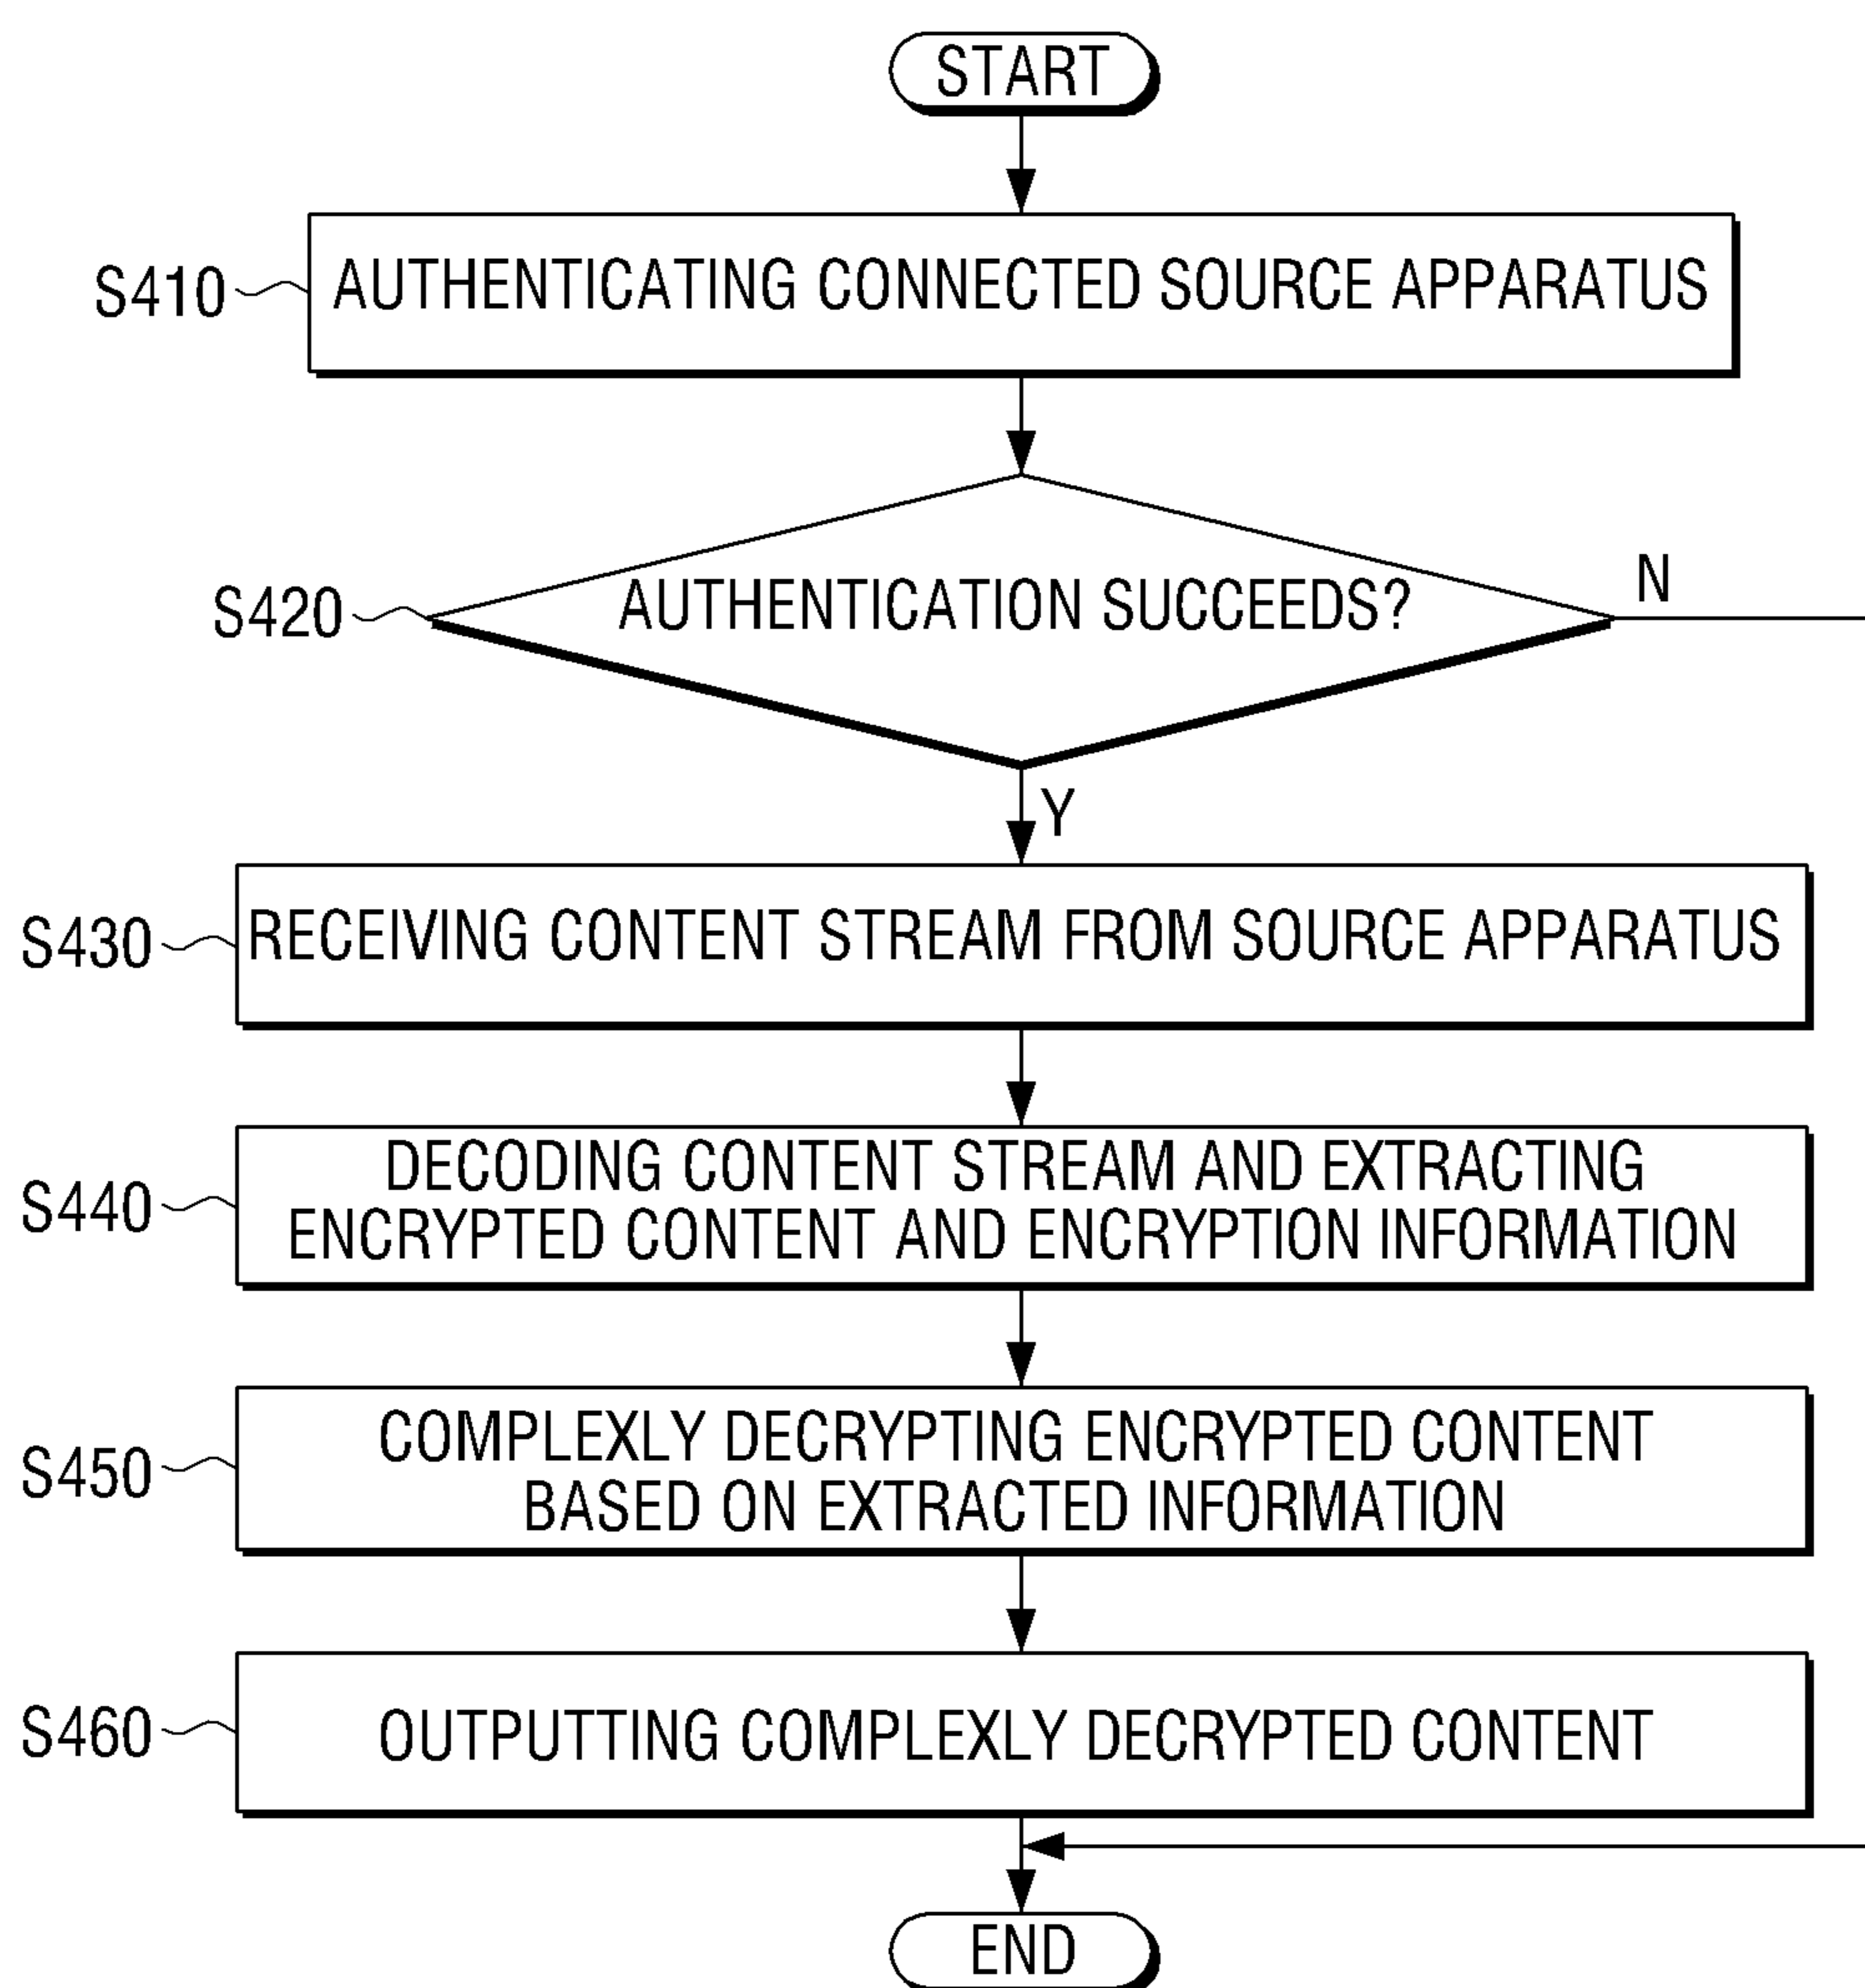 START
S410
AUTHENTICATING CONNECTED SOURCE APPARATUS
S420
AUTHENTICATION SUCCEEDS?
N
Y
S430
RECEIVING CONTENT STREAM FROM SOURCE APPARATUS
S440
DECODING CONTENT STREAM AND EXTRACTING
ENCRYPTED CONTENT AND ENCRYPTION INFORMATION
S450
COMPLEXLY DECRYPTING ENCRYPTED CONTENT
BASED ON EXTRACTED INFORMATION
S460
OUTPUTTING COMPLEXLY DECRYPTED CONTENT
END